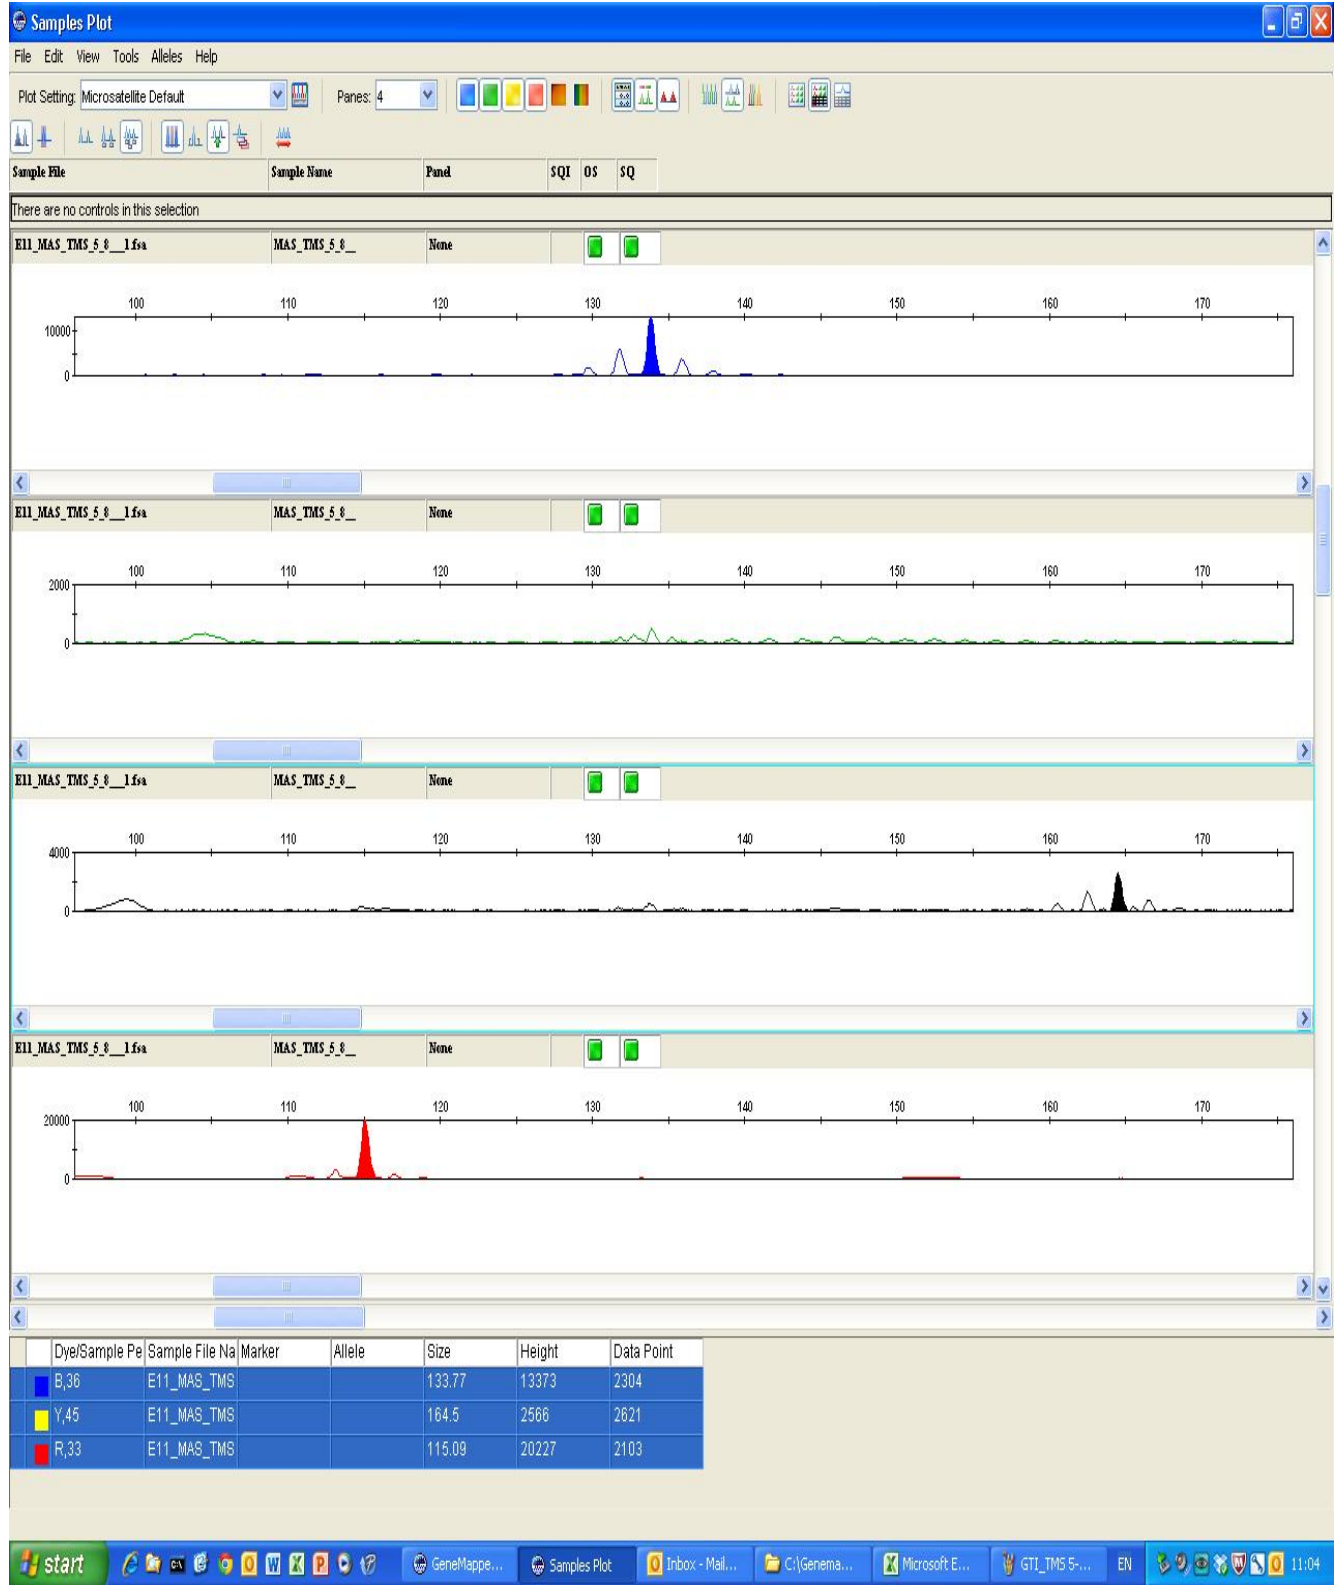 Samples Plot
File Edit View Tools Alleles Help
Plot Setting: Microsatellite Default Panes: 4
Sample File Sample Name Panel SQI OS SQ
There are no controls in this selection
E11_MAS_TMS_5_8__1.fsa MAS_TMS_5_8_ None
100 110 120 130 140 150 160 170
10000
0
E11_MAS_TMS_5_8__1.fsa MAS_TMS_5_8_ None
100 110 120 130 140 150 160 170
2000
0
E11_MAS_TMS_5_8__1.fsa MAS_TMS_5_8_ None
100 110 120 130 140 150 160 170
4000
0
E11_MAS_TMS_5_8__1.fsa MAS_TMS_5_8_ None
100 110 120 130 140 150 160 170
20000
0
Dye/Sample Pe Sample File Na Marker Allele Size Height Data Point
B,36 E11_MAS_TMS 133.77 13373 2304
Y,45 E11_MAS_TMS 164.5 2566 2621
R,33 E11_MAS_TMS 115.09 20227 2103
start GeneMappe... Samples Plot Inbox - Mail... C:\Genema... Microsoft E... GTI_TMS 5-... EN 11:04